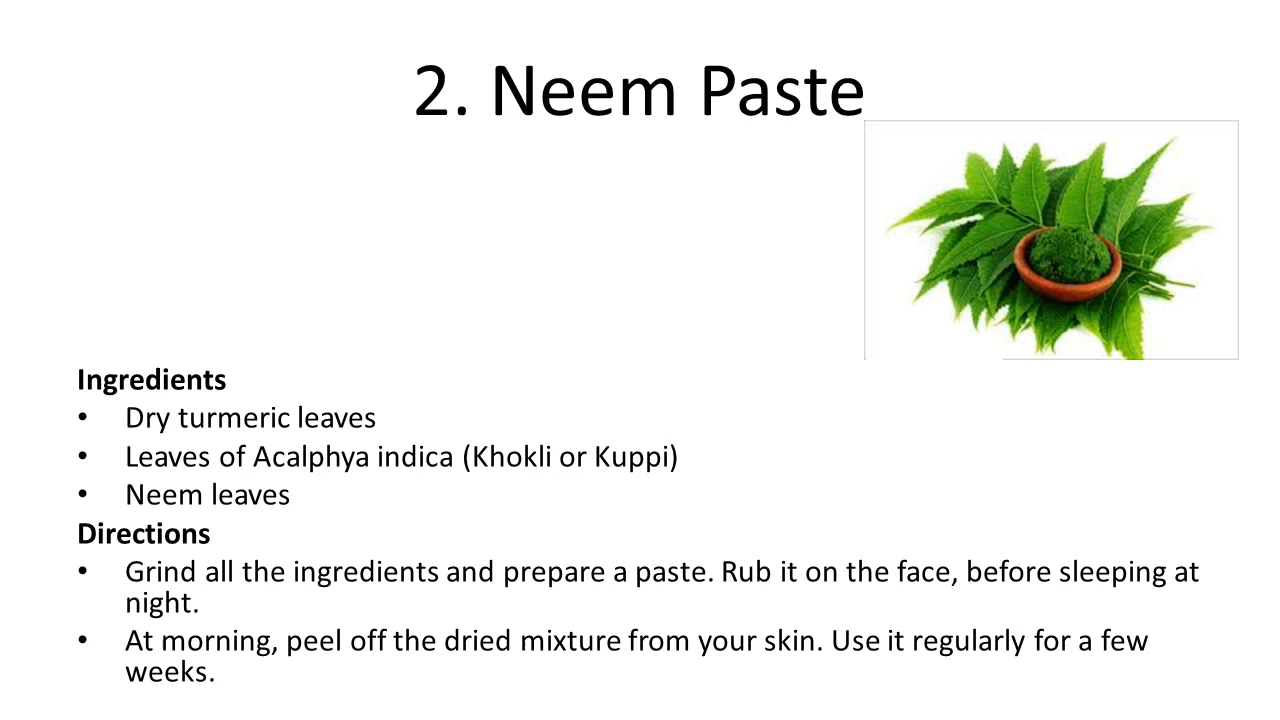 2. Neem Paste
Ingredients
• Dry turmeric leaves
• Leaves of Acalphya indica (Khokli or Kuppi)
• Neem leaves
Directions
• Grind all the ingredients and prepare a paste. Rub it on the face, before sleeping at
night.
• At morning, peel off the dried mixture from your skin. Use it regularly for a few
weeks.